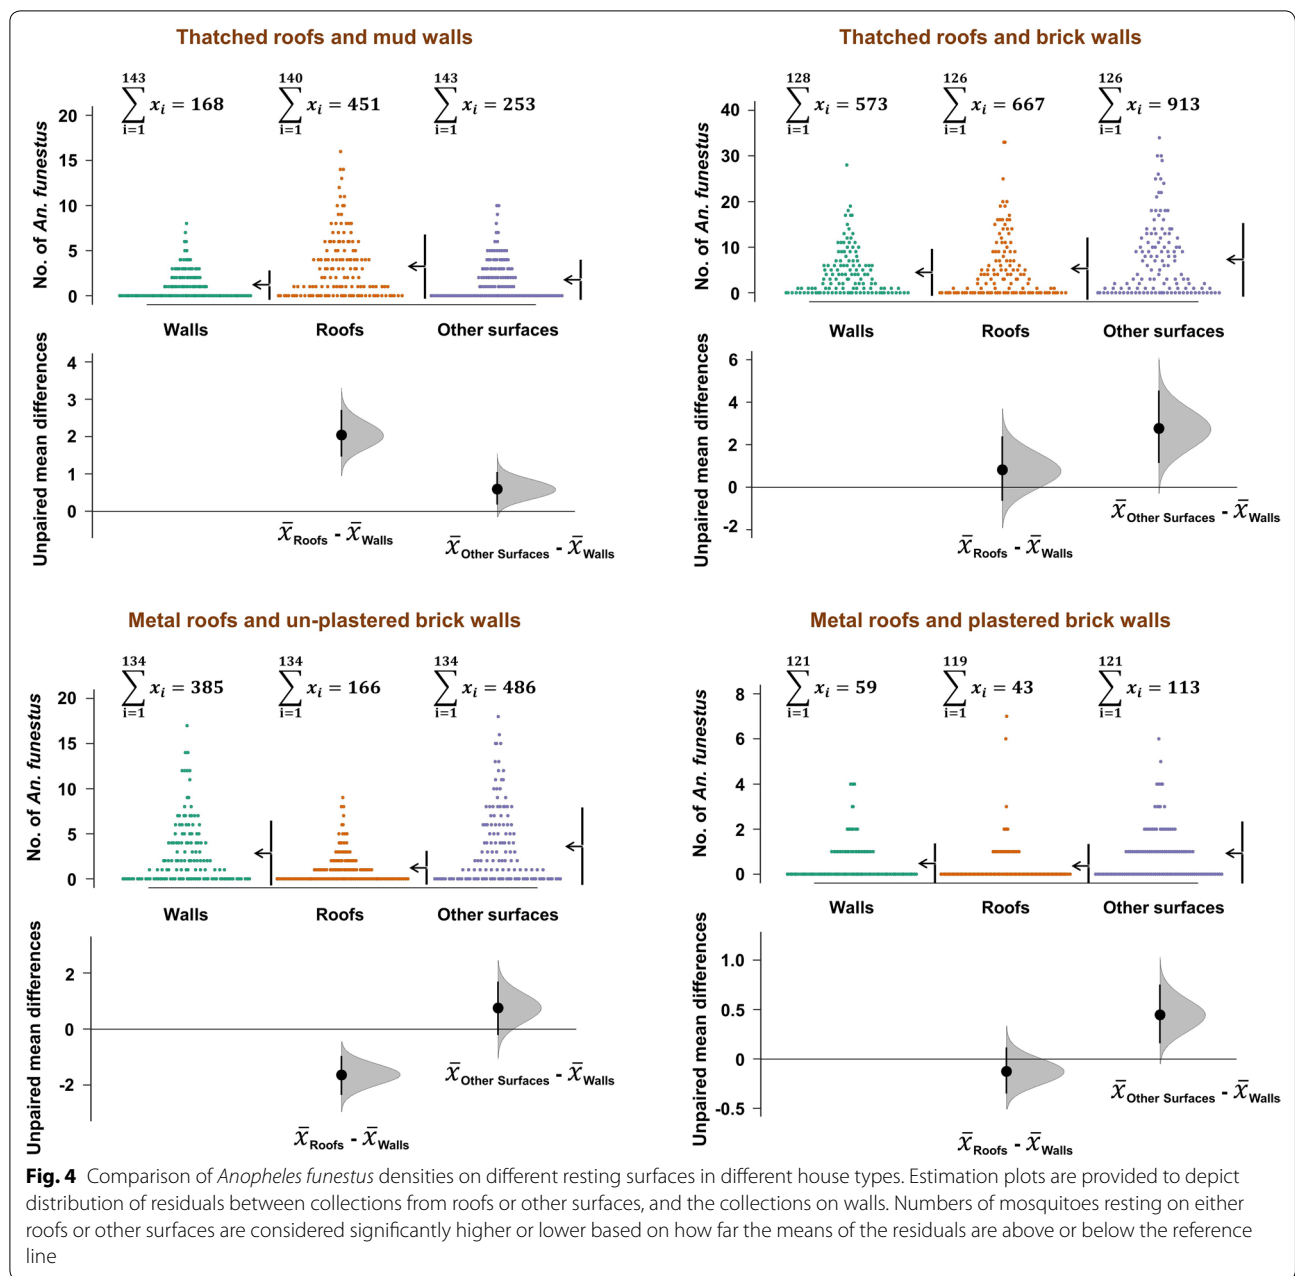 Thatched roofs and mud walls
143
∑ xᵢ = 168
i=1
140
∑ xᵢ = 451
i=1
143
∑ xᵢ = 253
i=1
No. of An. funestus
20
15
10
5
0
Walls
Roofs
Other surfaces
Unpaired mean differences
4
3
2
1
0
x̅Roofs - x̅Walls
x̅Other Surfaces - x̅Walls
Thatched roofs and brick walls
128
∑ xᵢ = 573
i=1
126
∑ xᵢ = 667
i=1
126
∑ xᵢ = 913
i=1
No. of An. funestus
40
30
20
10
0
Walls
Roofs
Other surfaces
Unpaired mean differences
6
4
2
0
-2
x̅Roofs - x̅Walls
x̅Other Surfaces - x̅Walls
Metal roofs and un-plastered brick walls
134
∑ xᵢ = 385
i=1
134
∑ xᵢ = 166
i=1
134
∑ xᵢ = 486
i=1
No. of An. funestus
20
15
10
5
0
Walls
Roofs
Other surfaces
Unpaired mean differences
2
0
-2
x̅Roofs - x̅Walls
x̅Other Surfaces - x̅Walls
Metal roofs and plastered brick walls
121
∑ xᵢ = 59
i=1
119
∑ xᵢ = 43
i=1
121
∑ xᵢ = 113
i=1
No. of An. funestus
8
6
4
2
0
Walls
Roofs
Other surfaces
Unpaired mean differences
1.0
0.5
0
-0.5
x̅Roofs - x̅Walls
x̅Other Surfaces - x̅Walls
Fig. 4 Comparison of Anopheles funestus densities on different resting surfaces in different house types. Estimation plots are provided to depict
distribution of residuals between collections from roofs or other surfaces, and the collections on walls. Numbers of mosquitoes resting on either
roofs or other surfaces are considered significantly higher or lower based on how far the means of the residuals are above or below the reference
line